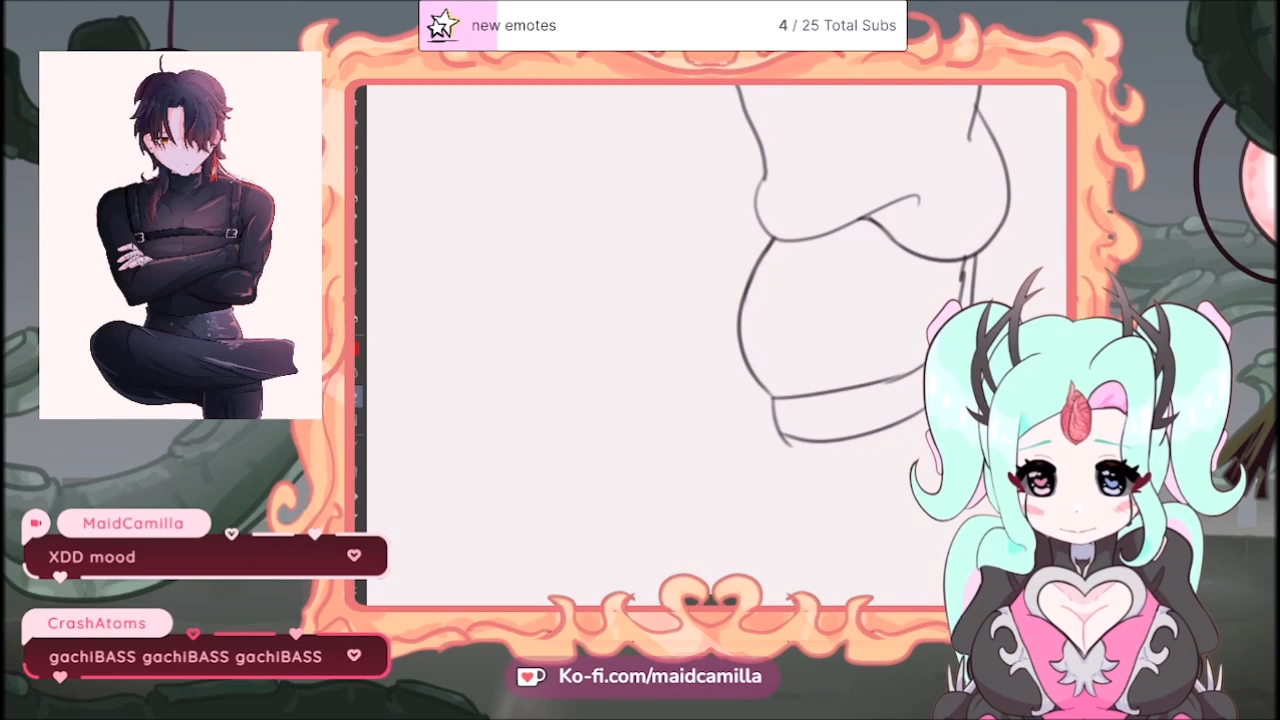 new emotes
4 / 25 Total Subs
MaidCamilla
XDD mood
CrashAtoms
gachiBASS gachiBASS gachiBASS
Ko-fi.com/maidcamilla